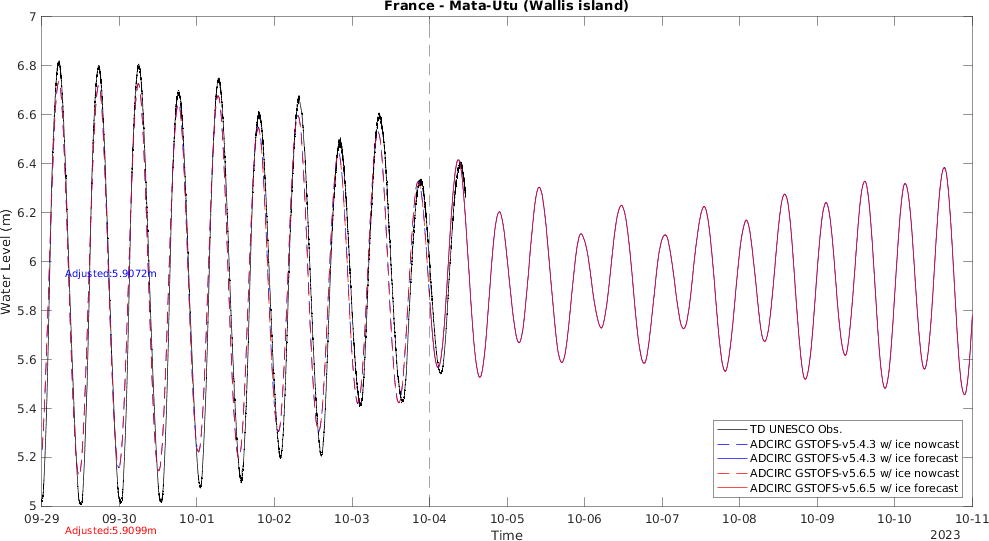 France - Mata-Utu (Wallis island)
7
6.8
6.6
6.4
6.2
6
5.8
5.6
5.4
5.2
5
Water Level (m)
Adjusted:5.9072m
Adjusted:5.9099m
TD UNESCO Obs.
ADCIRC GSTOFS-v5.4.3 w/ ice nowcast
ADCIRC GSTOFS-v5.4.3 w/ ice forecast
ADCIRC GSTOFS-v5.6.5 w/ ice nowcast
ADCIRC GSTOFS-v5.6.5 w/ ice forecast
09-29 09-30 10-01 10-02 10-03 10-04 10-05 10-06 10-07 10-08 10-09 10-10 10-11
Time
2023